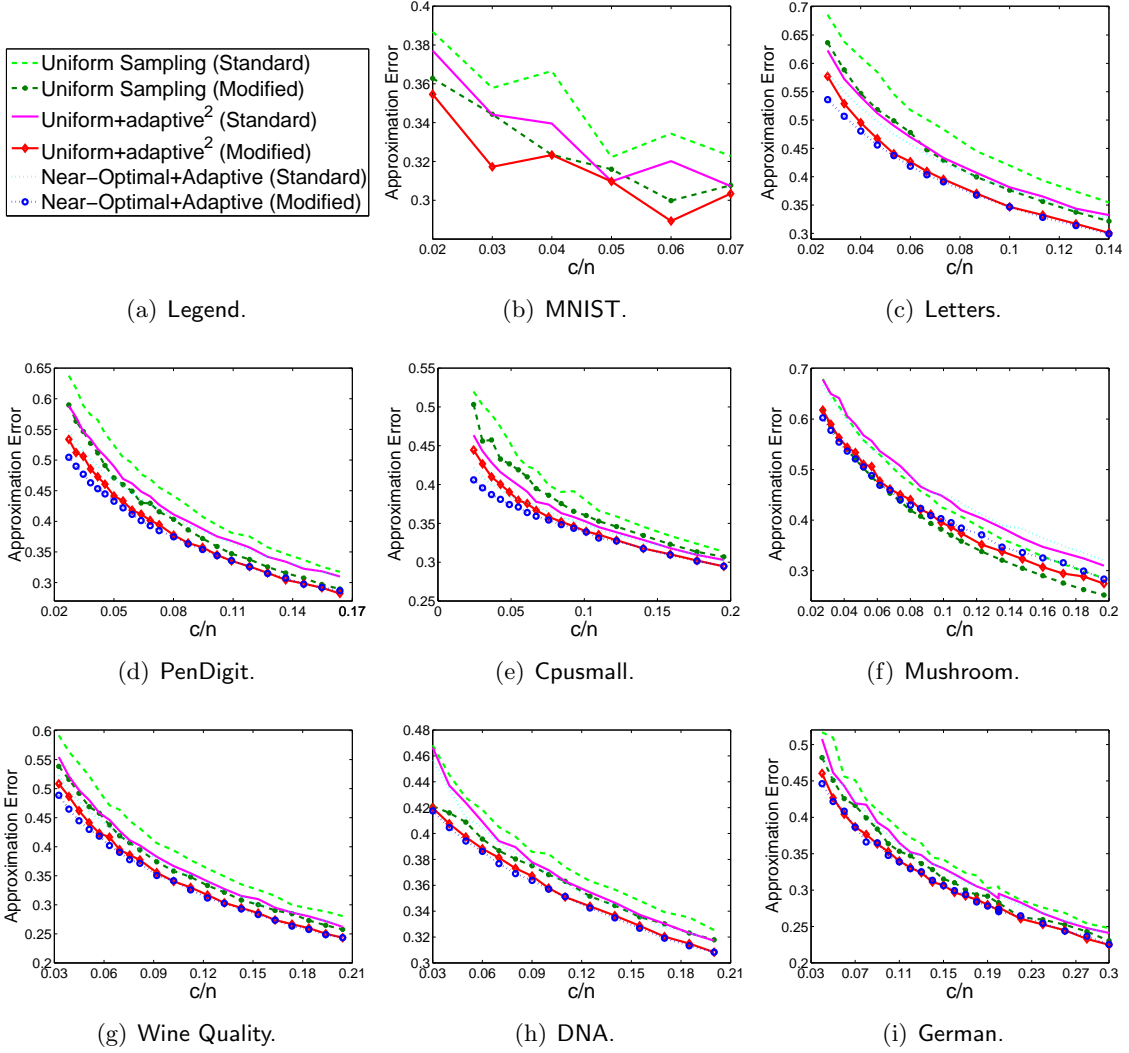 Uniform Sampling (Standard)
Uniform Sampling (Modified)
Uniform+adaptive² (Standard)
Uniform+adaptive² (Modified)
Near−Optimal+Adaptive (Standard)
Near−Optimal+Adaptive (Modified)
(a) Legend.
Approximation Error
0.4
0.38
0.36
0.34
0.32
0.3
0.02 0.03 0.04 0.05 0.06 0.07
c/n
(b) MNIST.
Approximation Error
0.7
0.65
0.6
0.55
0.5
0.45
0.4
0.35
0.3
0.02 0.04 0.06 0.08 0.1 0.12 0.14
c/n
(c) Letters.
Approximation Error
0.65
0.6
0.55
0.5
0.45
0.4
0.35
0.3
0.02 0.05 0.08 0.11 0.14 0.17
c/n
(d) PenDigit.
Approximation Error
0.55
0.5
0.45
0.4
0.35
0.3
0.25
0 0.05 0.1 0.15 0.2
c/n
(e) Cpusmall.
Approximation Error
0.7
0.6
0.5
0.4
0.3
0.02 0.04 0.06 0.08 0.1 0.12 0.14 0.16 0.18 0.2
c/n
(f) Mushroom.
Approximation Error
0.6
0.55
0.5
0.45
0.4
0.35
0.3
0.25
0.2
0.03 0.06 0.09 0.12 0.15 0.18 0.21
c/n
(g) Wine Quality.
Approximation Error
0.48
0.46
0.44
0.42
0.4
0.38
0.36
0.34
0.32
0.3
0.03 0.06 0.09 0.12 0.15 0.18 0.21
c/n
(h) DNA.
Approximation Error
0.5
0.45
0.4
0.35
0.3
0.25
0.2
0.03 0.07 0.11 0.15 0.19 0.23 0.27 0.3
c/n
(i) German.